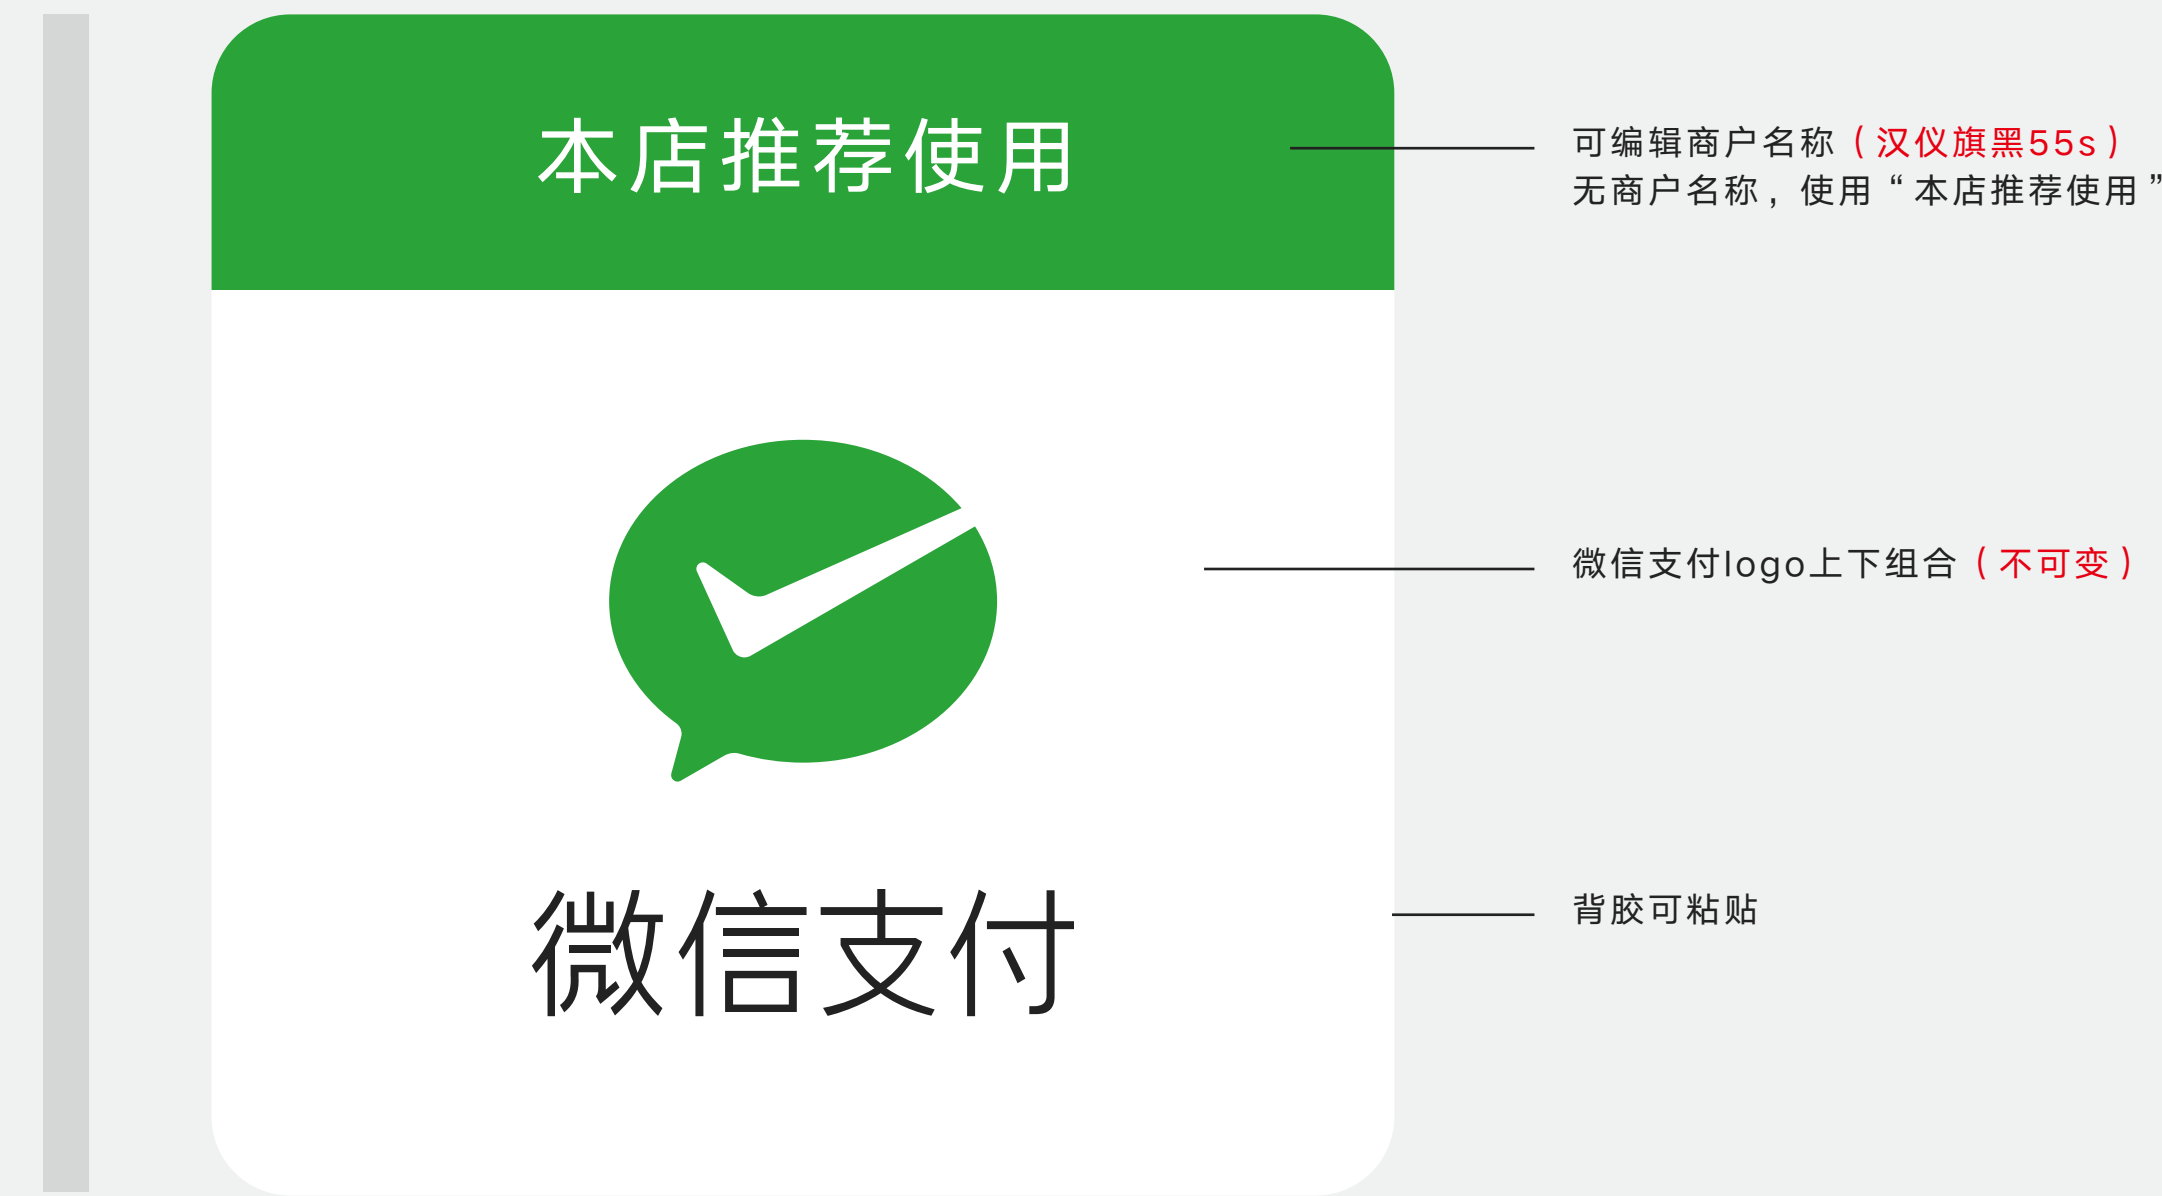 本店推荐使用
可编辑商户名称（汉仪旗黑55s）
无商户名称，使用“本店推荐使用”
微信支付logo上下组合（不可变）
微信支付
背胶可粘贴